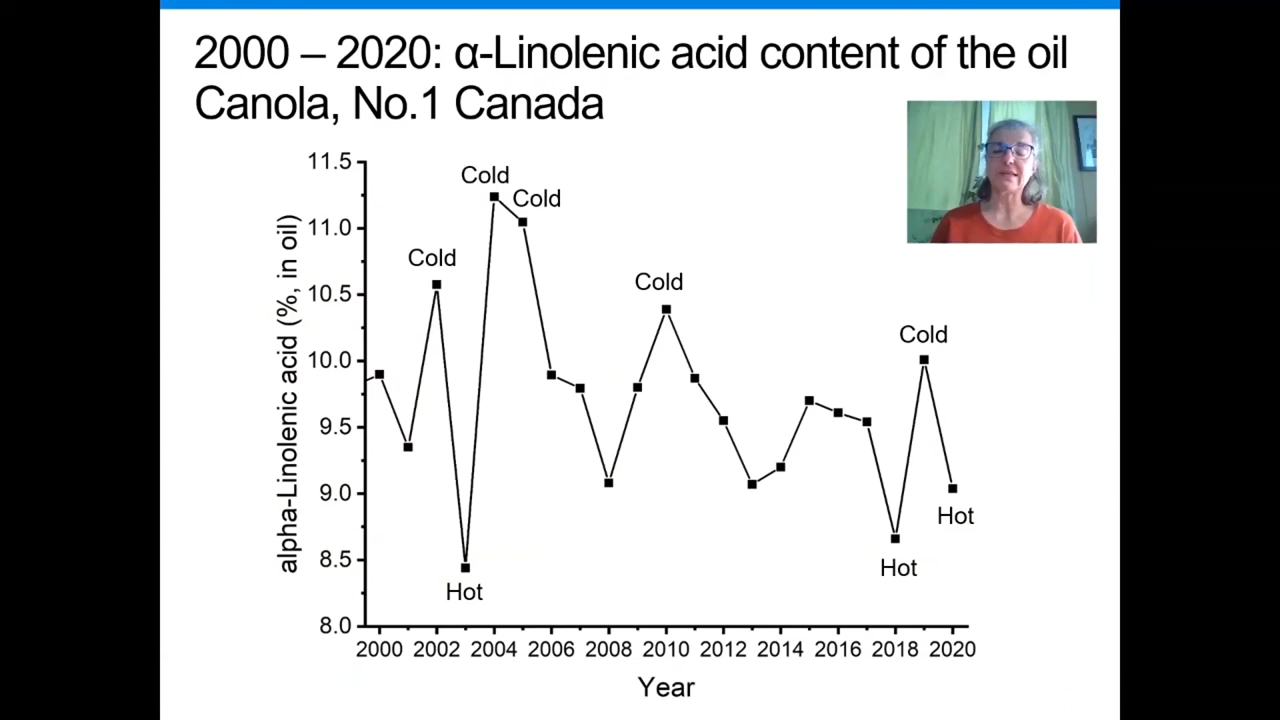 2000 – 2020: α-Linolenic acid content of the oil
Canola, No.1 Canada
alpha-Linolenic acid (%, in oil)
11.5
11.0
10.5
10.0
9.5
9.0
8.5
8.0
Cold
Cold
Cold
Cold
Cold
Hot
Hot
Hot
2000 2002 2004 2006 2008 2010 2012 2014 2016 2018 2020
Year